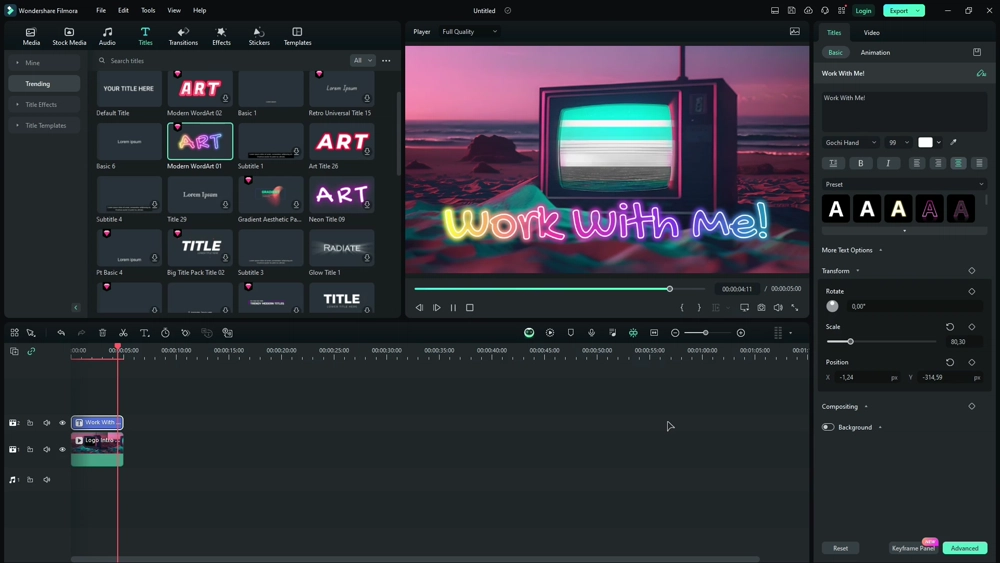 Wondershare Filmora File Edit Tools View Help Untitled Login Export
Media Stock Media Audio Titles Transitions Effects Stickers Templates
Mine
Trending
Title Effects
Title Templates
Search titles All
YOUR TITLE HERE ART Lorem Ipsum
Default Title Modern WordArt 02 Basic 1 Retro Universal Title 15
Lorem ipsum ART ART
Basic 6 Modern WordArt 01 Subtitle 1 Art Title 26
Lorem Ipsum ART
Subtitle 4 Title 29 Gradient Aesthetic Pa... Neon Title 09
Lorem ipsum TITLE RADIATE
Pt Basic 4 Big Title Pack Title 02 Subtitle 3 Glow Title 1
TITLE
Player Full Quality
Work With Me!
00:00:04:11 / 00:00:05:00
Titles Video
Basic Animation
Work With Me!
Work With Me!
Gochi Hand 99
TI B I
Preset
A A A A A
More Text Options
Transform
Rotate
0,00°
Scale
80,30
Position
X -1,24 px Y -314,59 px
Compositing
Background
Reset Keyframe Panel NEW Advanced
:00:00 00:00:05:00 00:00:10:00 00:00:15:00 00:00:20:00 00:00:25:00 00:00:30:00 00:00:35:00 00:00:40:00 00:00:45:00 00:00:50:00 00:00:55:00 00:01:00:00 00:01:05:00 00:01:
2 T Work With ...
1 Logo Intro ...
1